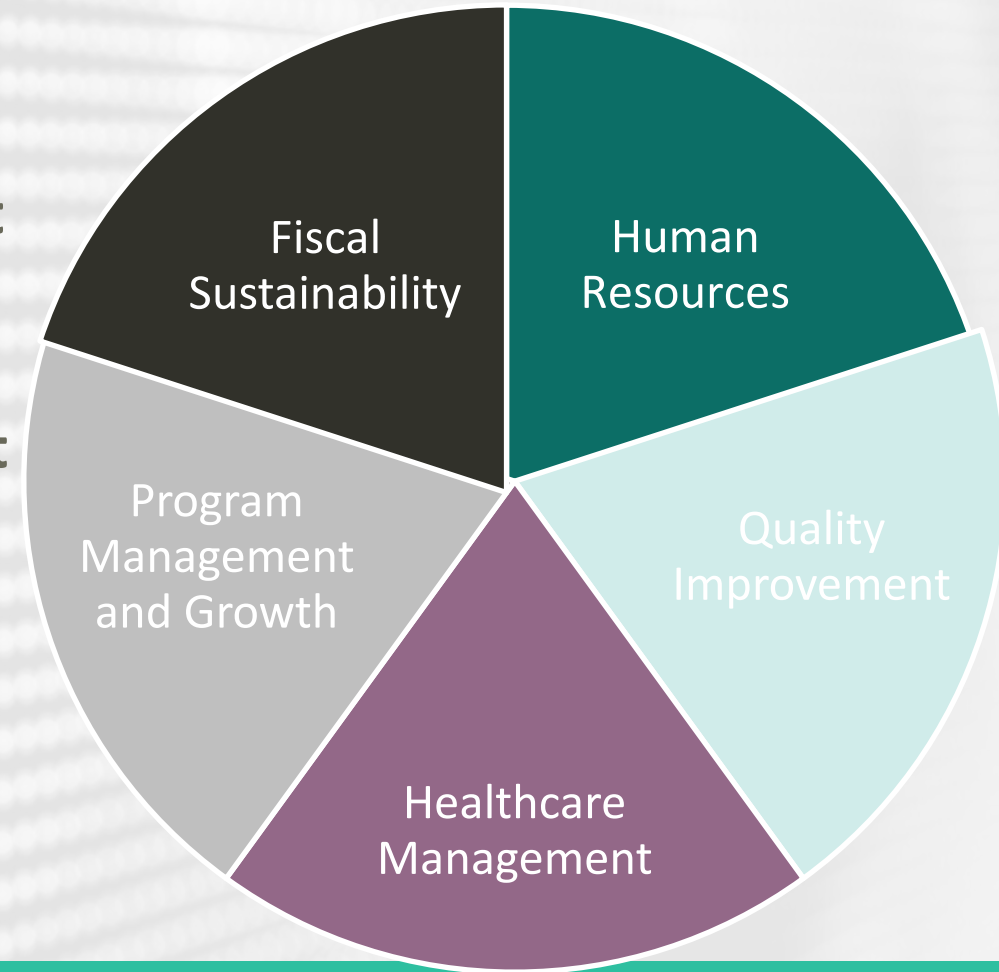 Fiscal
Sustainability
Human
Resources
Program
Management
and Growth
Quality
Improvement
Healthcare
Management